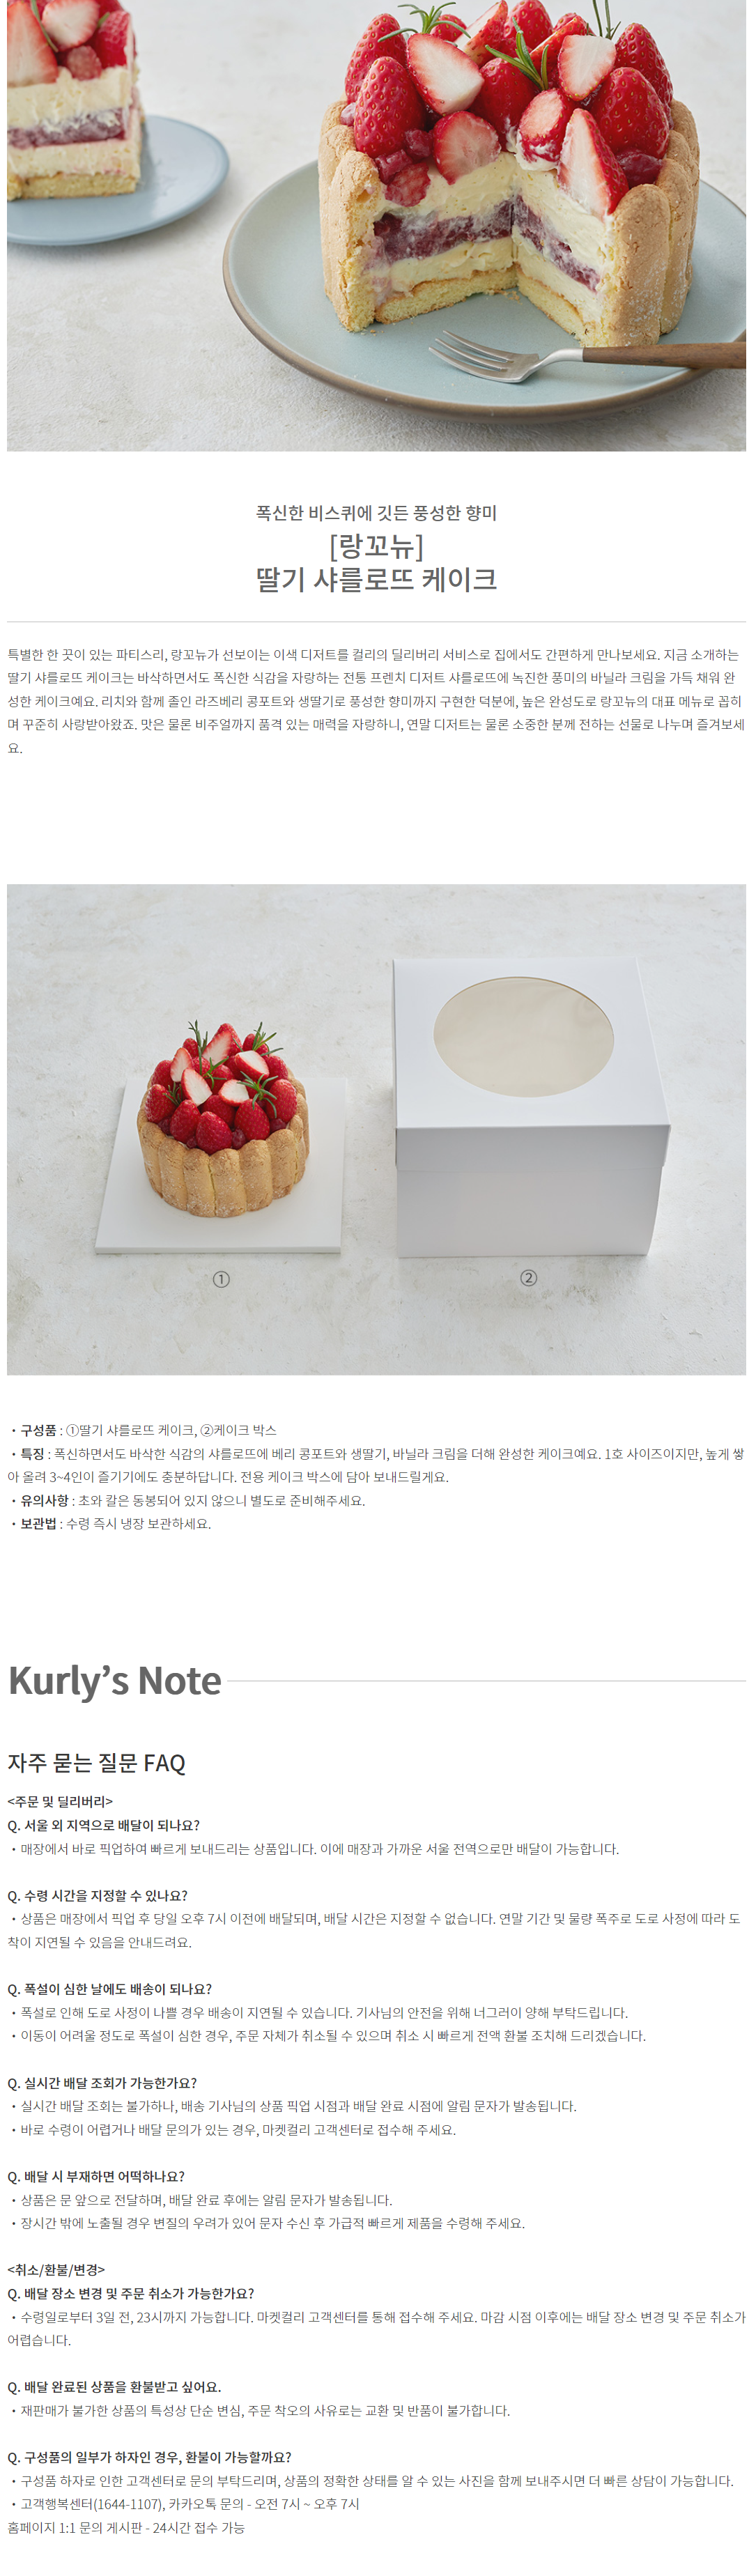 폭신한 비스퀴에 깃든 풍성한 향미
[랑꼬뉴]
딸기 샤를로뜨 케이크
특별한 한 끗이 있는 파티스리, 랑꼬뉴가 선보이는 이색 디저트를 컬리의 딜리버리 서비스로 집에서도 간편하게 만나보세요. 지금 소개하는
딸기 샤를로뜨 케이크는 바삭하면서도 폭신한 식감을 자랑하는 전통 프렌치 디저트 샤를로뜨에 녹진한 풍미의 바닐라 크림을 가득 채워 완
성한 케이크예요. 리치와 함께 졸인 라즈베리 콩포트와 생딸기로 풍성한 향미까지 구현한 덕분에, 높은 완성도로 랑꼬뉴의 대표 메뉴로 꼽히
며 꾸준히 사랑받아왔죠. 맛은 물론 비주얼까지 품격 있는 매력을 자랑하니, 연말 디저트는 물론 소중한 분께 전하는 선물로 나누며 즐겨보세
요.
① ②
・구성품 : ①딸기 샤를로뜨 케이크, ②케이크 박스
・특징 : 폭신하면서도 바삭한 식감의 샤를로뜨에 베리 콩포트와 생딸기, 바닐라 크림을 더해 완성한 케이크예요. 1호 사이즈이지만, 높게 쌓
아 올려 3~4인이 즐기기에도 충분하답니다. 전용 케이크 박스에 담아 보내드릴게요.
・유의사항 : 초와 칼은 동봉되어 있지 않으니 별도로 준비해주세요.
・보관법 : 수령 즉시 냉장 보관하세요.
Kurly’s Note
자주 묻는 질문 FAQ
<주문 및 딜리버리>
Q. 서울 외 지역으로 배달이 되나요?
・매장에서 바로 픽업하여 빠르게 보내드리는 상품입니다. 이에 매장과 가까운 서울 전역으로만 배달이 가능합니다.
Q. 수령 시간을 지정할 수 있나요?
・상품은 매장에서 픽업 후 당일 오후 7시 이전에 배달되며, 배달 시간은 지정할 수 없습니다. 연말 기간 및 물량 폭주로 도로 사정에 따라 도
착이 지연될 수 있음을 안내드려요.
Q. 폭설이 심한 날에도 배송이 되나요?
・폭설로 인해 도로 사정이 나쁠 경우 배송이 지연될 수 있습니다. 기사님의 안전을 위해 너그러이 양해 부탁드립니다.
・이동이 어려울 정도로 폭설이 심한 경우, 주문 자체가 취소될 수 있으며 취소 시 빠르게 전액 환불 조치해 드리겠습니다.
Q. 실시간 배달 조회가 가능한가요?
・실시간 배달 조회는 불가하나, 배송 기사님의 상품 픽업 시점과 배달 완료 시점에 알림 문자가 발송됩니다.
・바로 수령이 어렵거나 배달 문의가 있는 경우, 마켓컬리 고객센터로 접수해 주세요.
Q. 배달 시 부재하면 어떡하나요?
・상품은 문 앞으로 전달하며, 배달 완료 후에는 알림 문자가 발송됩니다.
・장시간 밖에 노출될 경우 변질의 우려가 있어 문자 수신 후 가급적 빠르게 제품을 수령해 주세요.
<취소/환불/변경>
Q. 배달 장소 변경 및 주문 취소가 가능한가요?
・수령일로부터 3일 전, 23시까지 가능합니다. 마켓컬리 고객센터를 통해 접수해 주세요. 마감 시점 이후에는 배달 장소 변경 및 주문 취소가
어렵습니다.
Q. 배달 완료된 상품을 환불받고 싶어요.
・재판매가 불가한 상품의 특성상 단순 변심, 주문 착오의 사유로는 교환 및 반품이 불가합니다.
Q. 구성품의 일부가 하자인 경우, 환불이 가능할까요?
・구성품 하자로 인한 고객센터로 문의 부탁드리며, 상품의 정확한 상태를 알 수 있는 사진을 함께 보내주시면 더 빠른 상담이 가능합니다.
・고객행복센터(1644-1107), 카카오톡 문의 - 오전 7시 ~ 오후 7시
홈페이지 1:1 문의 게시판 - 24시간 접수 가능